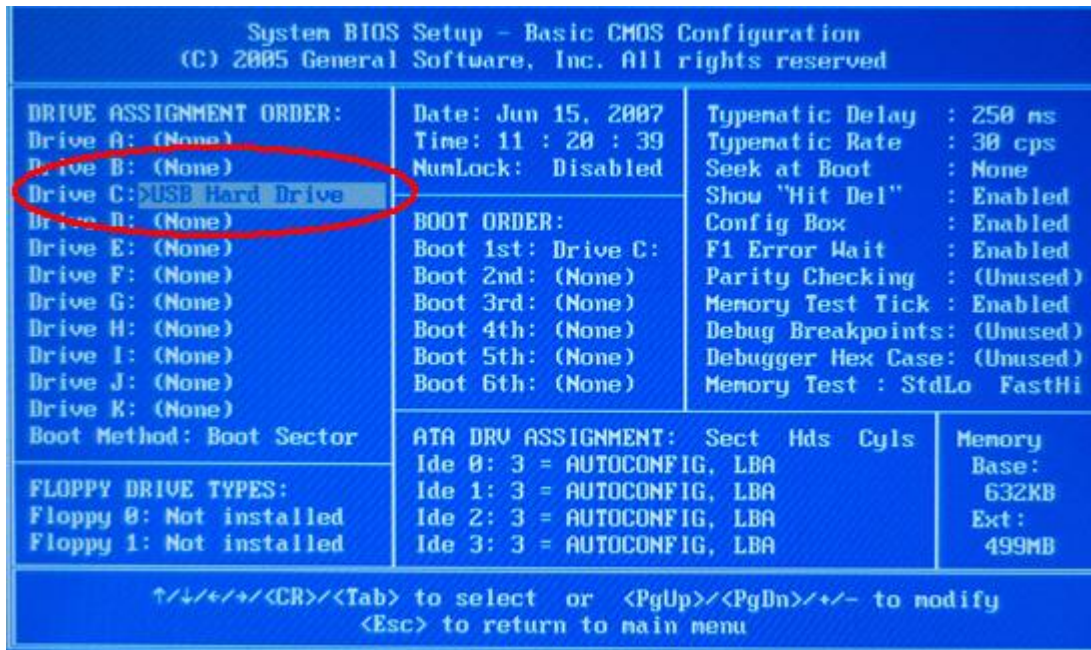 System BIOS Setup - Basic CMOS Configuration
(C) 2005 General Software, Inc. All rights reserved
DRIVE ASSIGNMENT ORDER:
Drive A: (None)
Drive B: (None)
Drive C:>USB Hard Drive
Drive D: (None)
Drive E: (None)
Drive F: (None)
Drive G: (None)
Drive H: (None)
Drive I: (None)
Drive J: (None)
Drive K: (None)
Boot Method: Boot Sector
FLOPPY DRIVE TYPES:
Floppy 0: Not installed
Floppy 1: Not installed
Date: Jun 15, 2007
Time: 11 : 20 : 39
NumLock: Disabled
BOOT ORDER:
Boot 1st: Drive C:
Boot 2nd: (None)
Boot 3rd: (None)
Boot 4th: (None)
Boot 5th: (None)
Boot 6th: (None)
Typematic Delay : 250 ms
Typematic Rate : 30 cps
Seek at Boot : None
Show "Hit Del" : Enabled
Config Box : Enabled
F1 Error Wait : Enabled
Parity Checking : (Unused)
Memory Test Tick : Enabled
Debug Breakpoints: (Unused)
Debugger Hex Case: (Unused)
Memory Test : StdLo FastHi
ATA DRV ASSIGNMENT: Sect Hds Cyls
Ide 0: 3 = AUTOCONFIG, LBA
Ide 1: 3 = AUTOCONFIG, LBA
Ide 2: 3 = AUTOCONFIG, LBA
Ide 3: 3 = AUTOCONFIG, LBA
Memory
Base:
632KB
Ext:
499MB
↑/↓/←/→/<CR>/<Tab> to select or <PgUp>/<PgDn>/+/- to modify
<Esc> to return to main menu